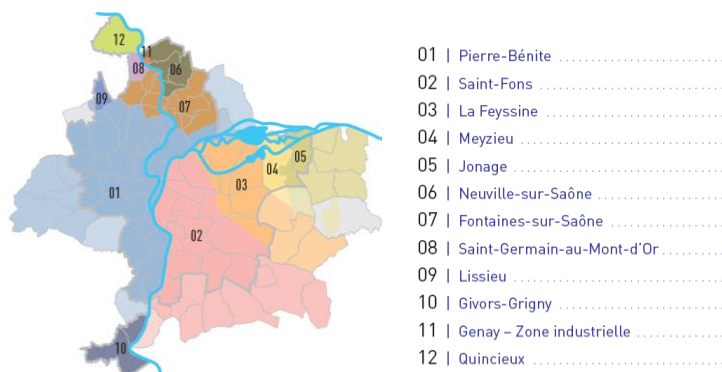 12
11
08
06
09
07
04
05
01
03
02
10
01 | Pierre-Bénite ....................
02 | Saint-Fons ....................
03 | La Feyssine ....................
04 | Meyzieu ....................
05 | Jonage ....................
06 | Neuville-sur-Saône ....................
07 | Fontaines-sur-Saône ....................
08 | Saint-Germain-au-Mont-d'Or ..........
09 | Lissieu ....................
10 | Givors-Grigny ....................
11 | Genay – Zone industrielle ...............
12 | Quincieux ....................